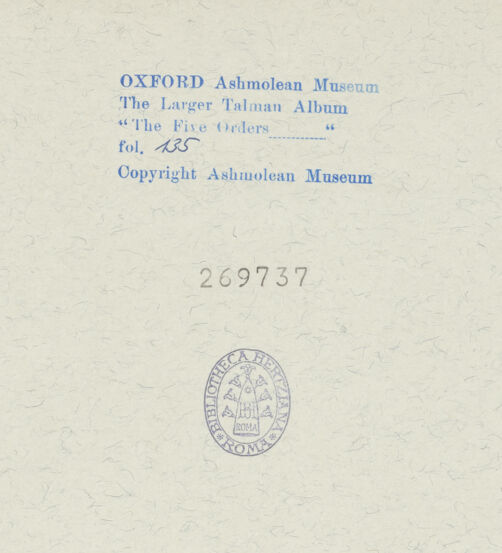 OXFORD Ashmolean Museum
The Larger Talman Album
“The Five Orders ............ “
fol. 135
Copyright Ashmolean Museum
269737
BIBLIOTHECA HERTZIANA
ROMA
*ROMA*